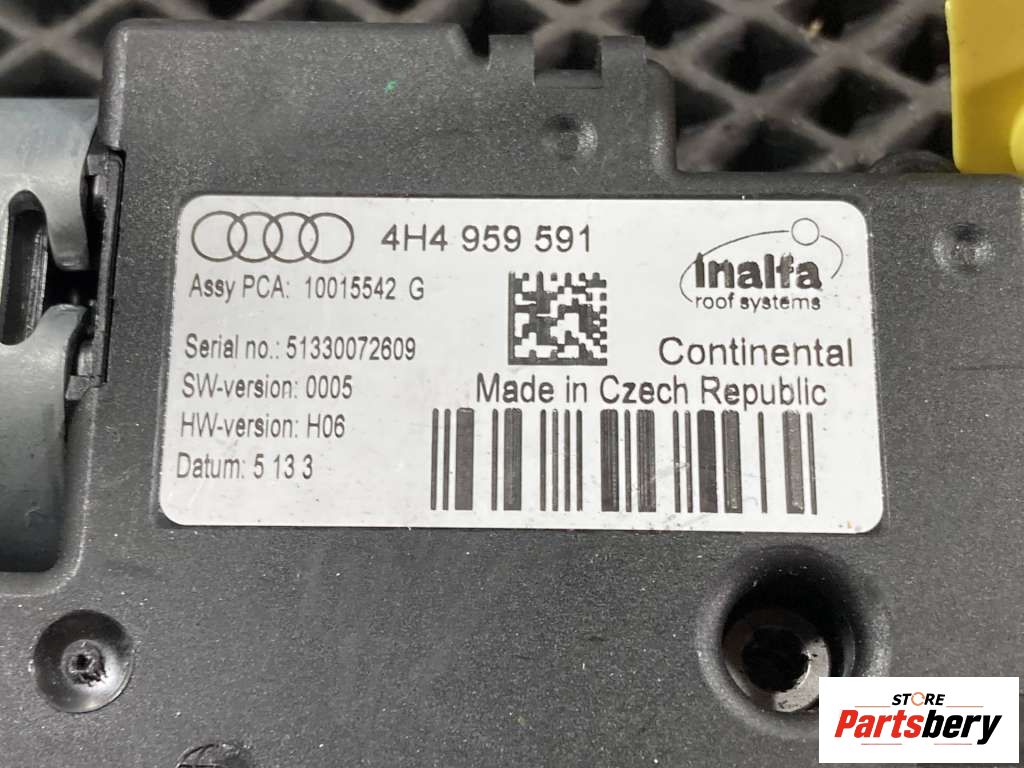 4H4 959 591
Assy PCA: 10015542 G
Inalfa
roof systems
Serial no.: 51330072609
Continental
SW-version: 0005
Made in Czech Republic
HW-version: H06
Datum: 5 13 3
STORE
Partsbery